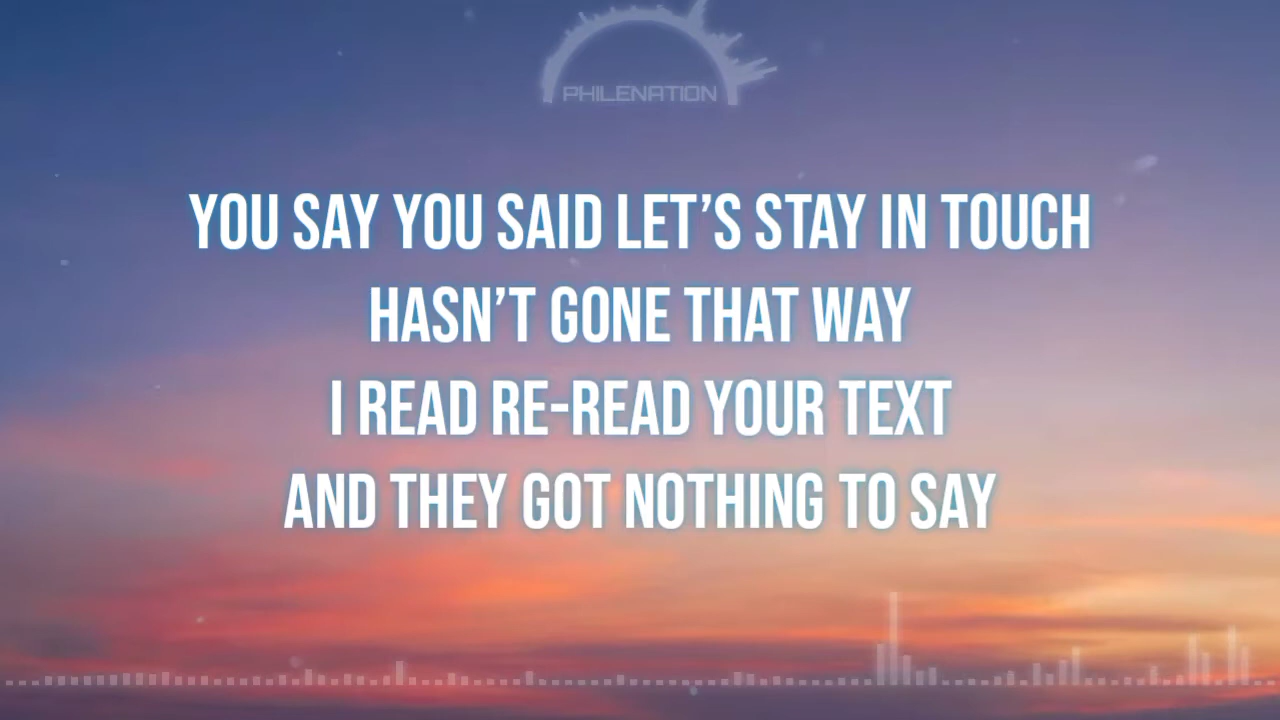 PHILENATION
YOU SAY YOU SAID LET’S STAY IN TOUCH
HASN’T GONE THAT WAY
I READ RE-READ YOUR TEXT
AND THEY GOT NOTHING TO SAY